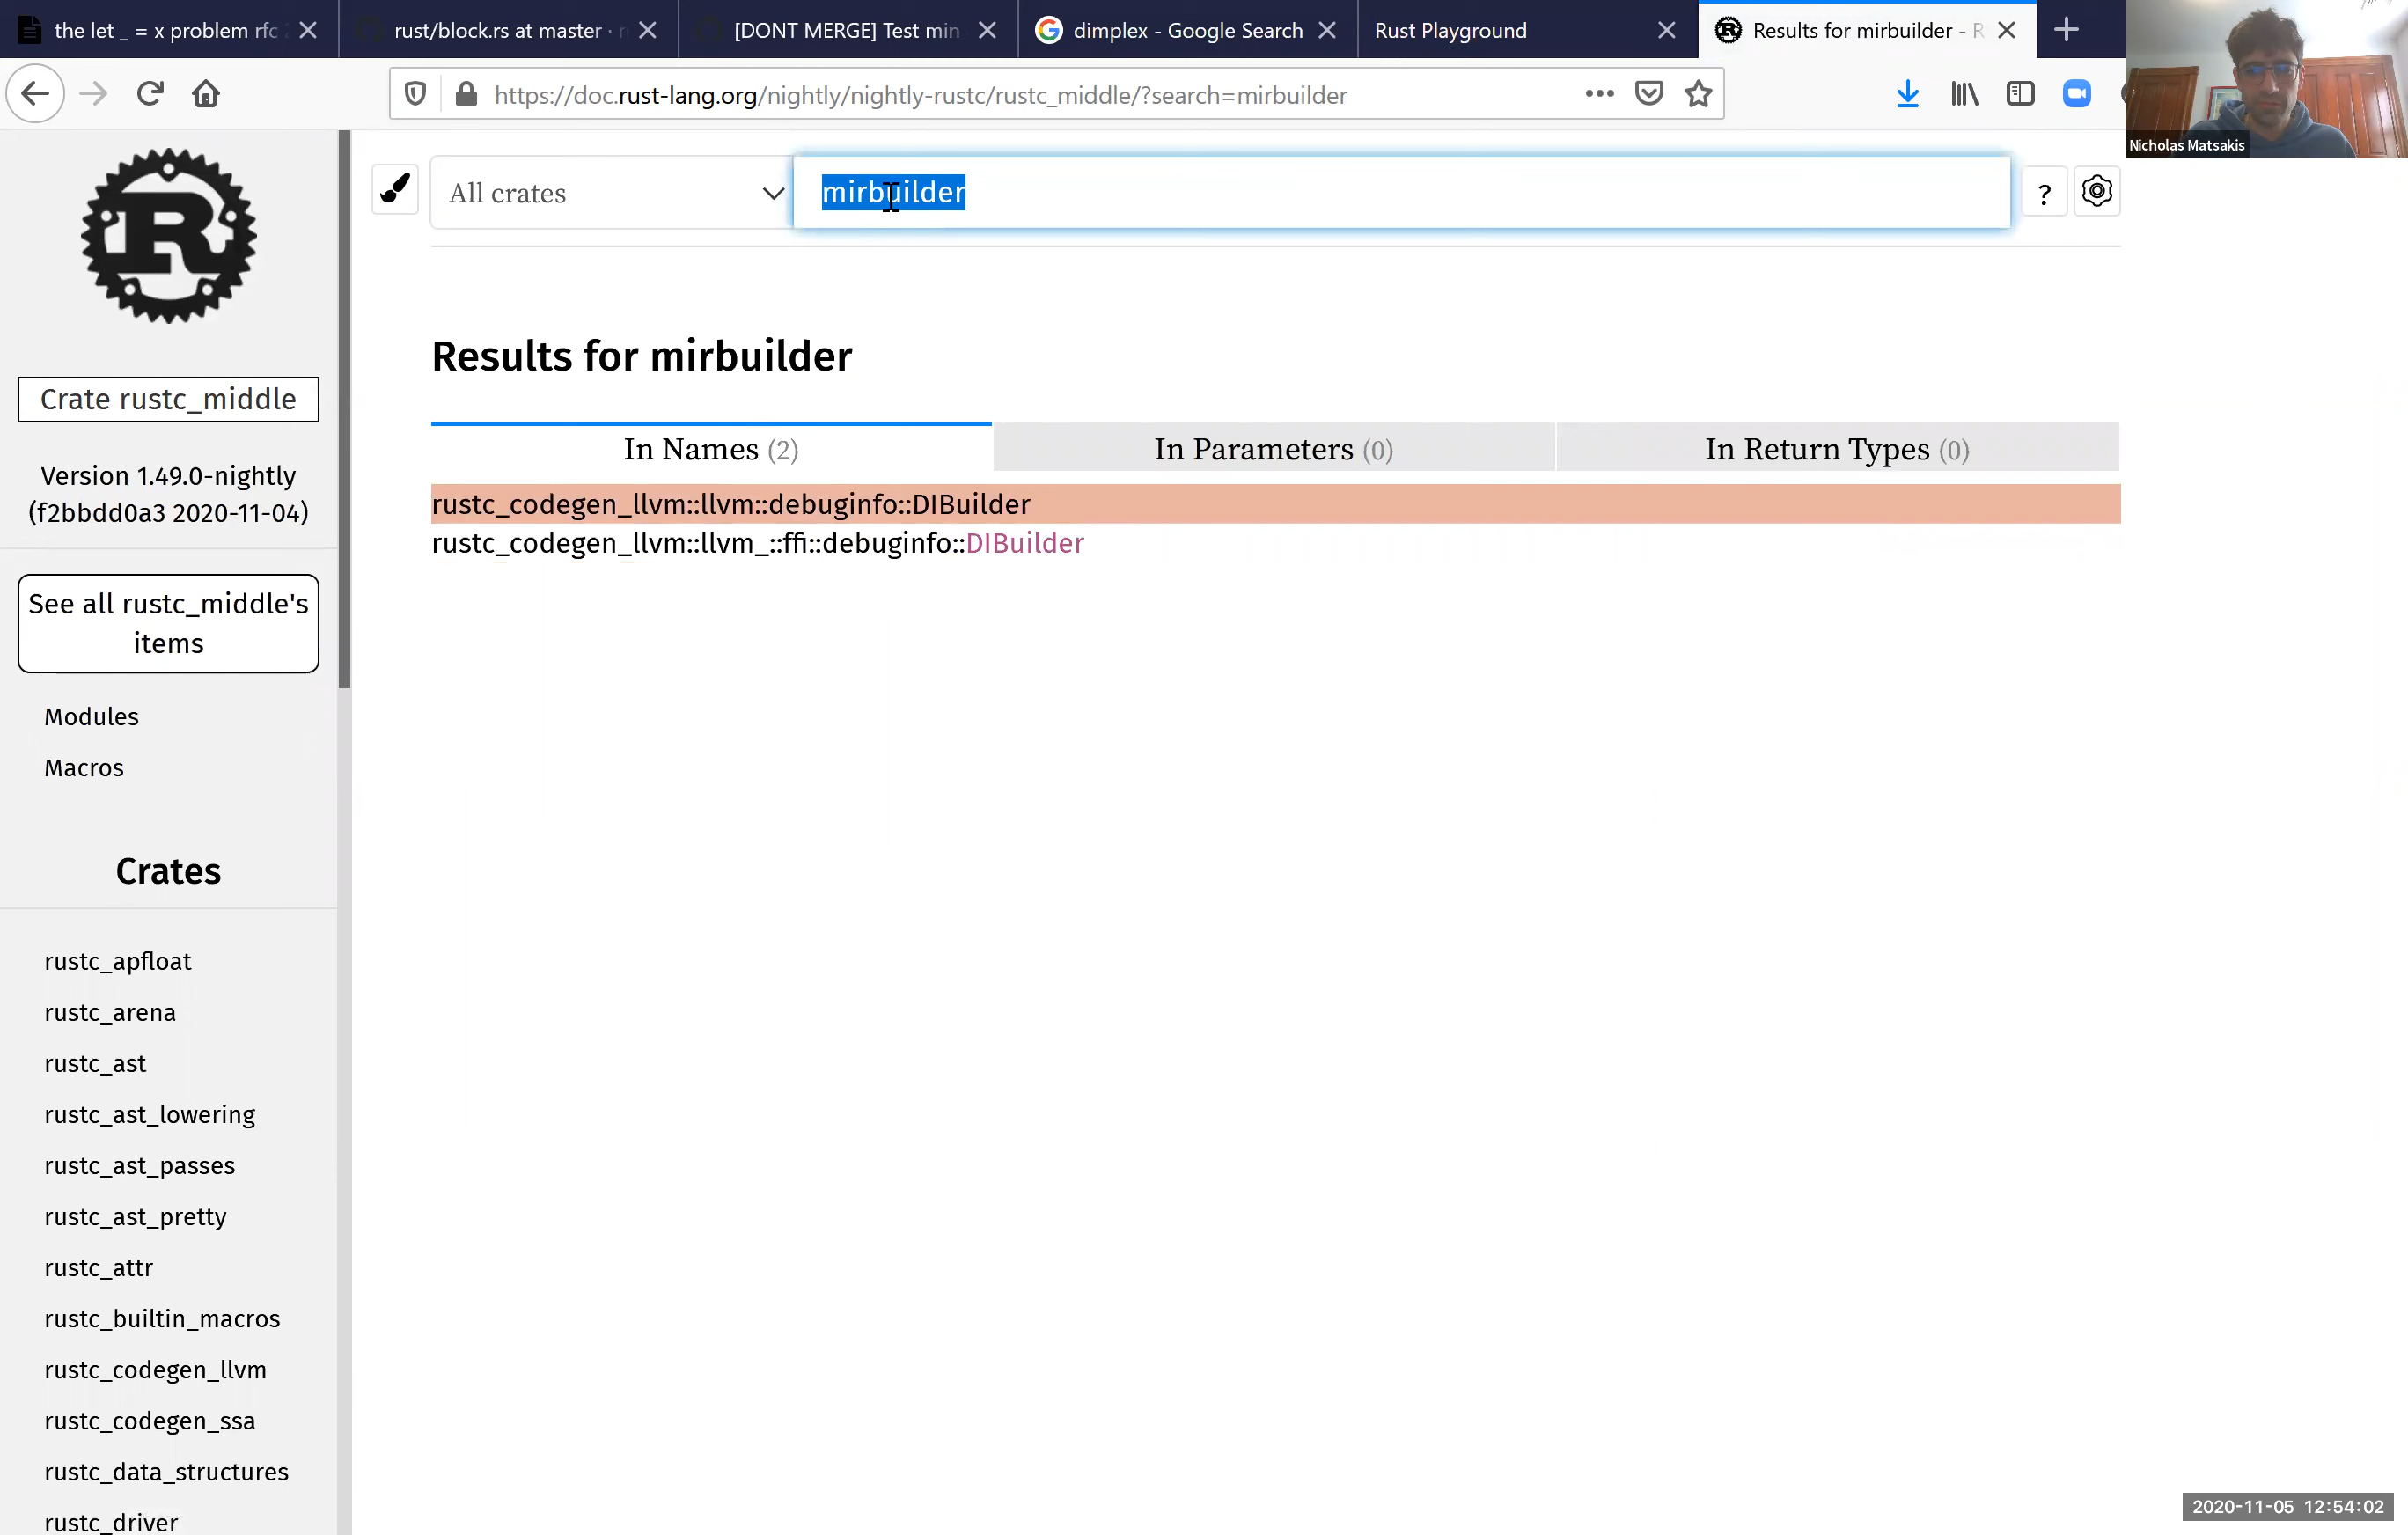 the let _ = x problem rfc
rust/block.rs at master ·
[DONT MERGE] Test min
dimplex - Google Search
Rust Playground
Results for mirbuilder - R
https://doc.rust-lang.org/nightly/nightly-rustc/rustc_middle/?search=mirbuilder
Nicholas Matsakis
All crates
mirbuilder
?
R
Crate rustc_middle
Version 1.49.0-nightly
(f2bbdd0a3 2020-11-04)
See all rustc_middle's
items
Modules
Macros
Crates
rustc_apfloat
rustc_arena
rustc_ast
rustc_ast_lowering
rustc_ast_passes
rustc_ast_pretty
rustc_attr
rustc_builtin_macros
rustc_codegen_llvm
rustc_codegen_ssa
rustc_data_structures
rustc_driver
Results for mirbuilder
In Names (2)
In Parameters (0)
In Return Types (0)
rustc_codegen_llvm::llvm::debuginfo::DIBuilder
rustc_codegen_llvm::llvm_::ffi::debuginfo::DIBuilder
2020-11-05 12:54:02